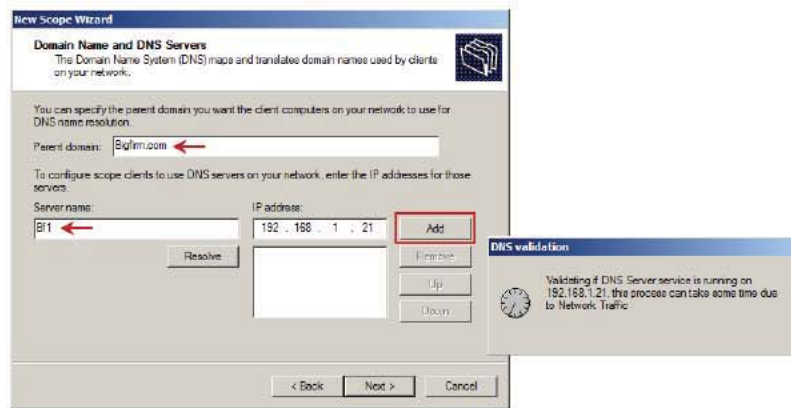 New Scope Wizard
Domain Name and DNS Servers
The Domain Name System (DNS) maps and translates domain names used by clients
on your network.
You can specify the parent domain you want the client computers on your network to use for
DNS name resolution.
Parent domain: Bigfirm.com
To configure scope clients to use DNS servers on your network, enter the IP addresses for those
servers.
Server name: IP address:
Bf1 192 . 168 . 1 . 21 Add
Resolve Remove
Up
Down
< Back Next > Cancel
DNS validation
Validating if DNS Server service is running on
192.168.1.21, this process can take some time due
to Network Traffic